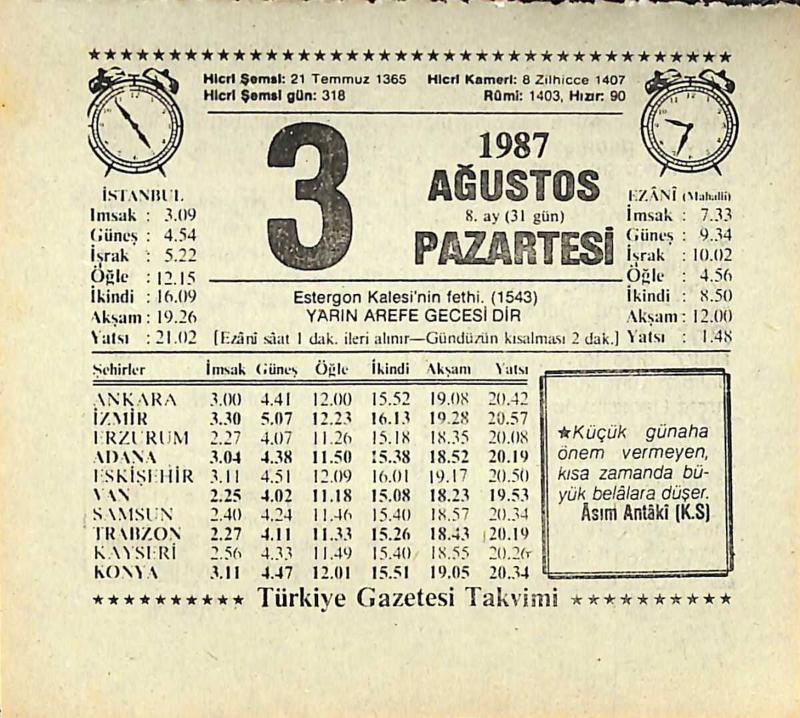 Hicri Şemsi: 21 Temmuz 1365 Hicri Kameri: 8 Zilhicce 1407
Hicri Şemsi gün: 318 Rûmi: 1403, Hızır: 90
3
1987
AĞUSTOS
8. ay (31 gün)
PAZARTESİ
İSTANBUL
İmsak : 3.09
Güneş : 4.54
İşrak : 5.22
Öğle : 12.15
İkindi : 16.09
Akşam : 19.26
Yatsı : 21.02
EZÂNÎ (Mahalli)
İmsak : 7.33
Güneş : 9.34
İşrak : 10.02
Öğle : 4.56
İkindi : 8.50
Akşam : 12.00
Yatsı : 1.48
Estergon Kalesi'nin fethi. (1543)
YARIN AREFE GECESİ DİR
[Ezânî sâat 1 dak. ileri alınır—Gündüzün kısalması 2 dak.]
Şehirler İmsak Güneş Öğle İkindi Akşam Yatsı
ANKARA 3.00 4.41 12.00 15.52 19.08 20.42
İZMİR 3.30 5.07 12.23 16.13 19.28 20.57
ERZURUM 2.27 4.07 11.26 15.18 18.35 20.08
ADANA 3.04 4.38 11.50 15.38 18.52 20.19
ESKİŞEHİR 3.11 4.51 12.09 16.01 19.17 20.50
VAN 2.25 4.02 11.18 15.08 18.23 19.53
SAMSUN 2.40 4.24 11.46 15.40 18.57 20.34
TRABZON 2.27 4.11 11.33 15.26 18.43 20.19
KAYSERİ 2.56 4.33 11.49 15.40 18.55 20.26
KONYA 3.11 4.47 12.01 15.51 19.05 20.34
★Küçük günaha
önem vermeyen,
kısa zamanda bü-
yük belâlara düşer.
Âsım Antâki (K.S)
★★★★★★★★★★ Türkiye Gazetesi Takvimi ★★★★★★★★★★